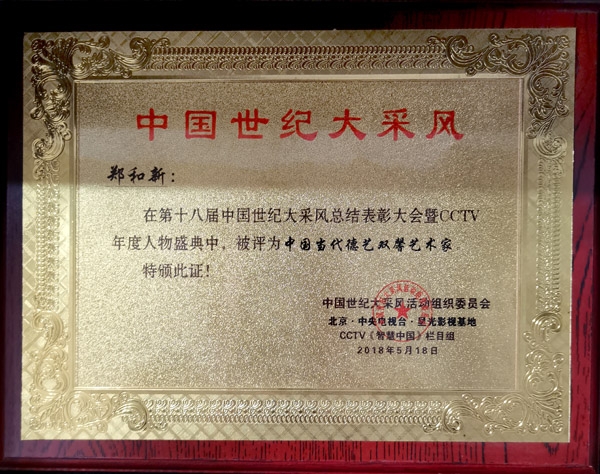 中国世纪大采风
郑和新：
在第十八届中国世纪大采风总结表彰大会暨CCTV
年度人物盛典中，被评为中国当代德艺双馨艺术家
特颁此证！
中国世纪大采风活动组织委员会
北京·中央电视台·星光影视基地
CCTV《智慧中国》栏目组
2018年5月18日